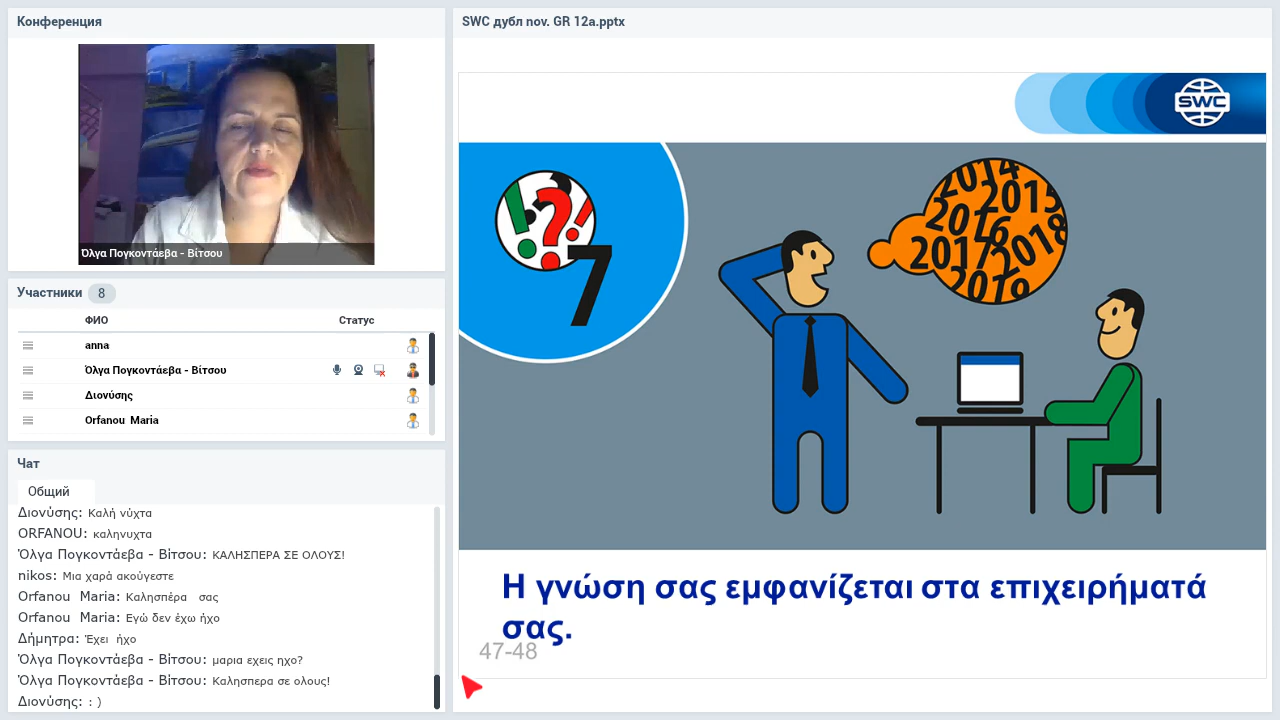 Конференция
Όλγα Πογκοντάεβα - Βίτσου
Участники 8
ФИО Статус
anna
Όλγα Πογκοντάεβα - Βίτσου
Διονύσης
Orfanou Maria
Чат
Общий
Διονύσης: Καλή νύχτα
ORFANOU: καληνυχτα
Όλγα Πογκοντάεβα - Βίτσου: ΚΑΛΗΣΠΕΡΑ ΣΕ ΟΛΟΥΣ!
nikos: Μια χαρά ακούγεστε
Orfanou Maria: Καλησπέρα σας
Orfanou Maria: Εγώ δεν έχω ήχο
Δήμητρα: Έχει ήχο
Όλγα Πογκοντάεβα - Βίτσου: μαρια εχεις ηχο?
Όλγα Πογκοντάεβα - Βίτσου: Καλησπερα σε ολους!
Διονύσης: : )
SWC дубл nov. GR 12a.pptx
SWC
!?!
7
2014
2015
2016
2017 2018
2019
Η γνώση σας εμφανίζεται στα επιχειρήματά
σας.
47-48